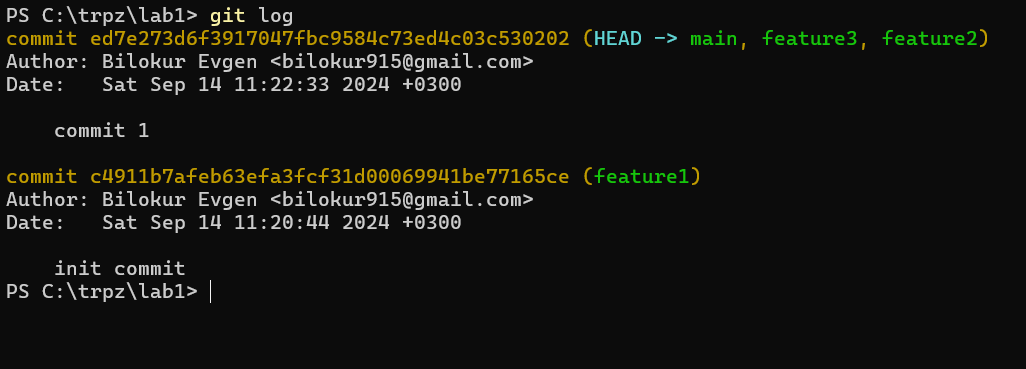 PS C:\trpz\lab1> git log
commit ed7e273d6f3917047fbc9584c73ed4c03c530202 (HEAD -> main, feature3, feature2)
Author: Bilokur Evgen <bilokur915@gmail.com>
Date:   Sat Sep 14 11:22:33 2024 +0300
    commit 1
commit c4911b7afeb63efa3fcf31d00069941be77165ce (feature1)
Author: Bilokur Evgen <bilokur915@gmail.com>
Date:   Sat Sep 14 11:20:44 2024 +0300
    init commit
PS C:\trpz\lab1>